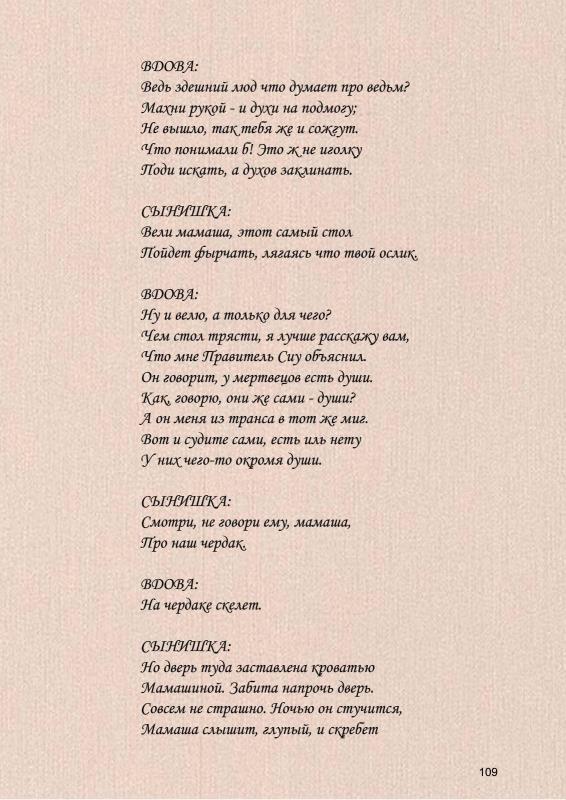 ВДОВА:
Ведь здешний люд что думает про ведьм?
Махни рукой - и духи на подмогу;
Не вышло, так тебя же и сожгут.
Что понимали б! Это ж не иголку
Поди искать, а духов заклинать.
СЫНИШКА:
Вели мамаша, этот самый стол
Пойдет фырчать, лягаясь что твой ослик.
ВДОВА:
Ну и велю, а только для чего?
Чем стол трясти, я лучше расскажу вам,
Что мне Правитель Сиу объяснил.
Он говорит, у мертвецов есть души.
Как, говорю, они же сами - души?
А он меня из транса в тот же миг.
Вот и судите сами, есть иль нету
У них чего-то окромя души.
СЫНИШКА:
Смотри, не говори ему, мамаша,
Про наш чердак.
ВДОВА:
На чердаке скелет.
СЫНИШКА:
Но дверь туда заставлена кроватью
Мамашиной. Забита напрочь дверь.
Совсем не страшно. Ночью он стучится,
Мамаша слышит, глупый, и скребет
109